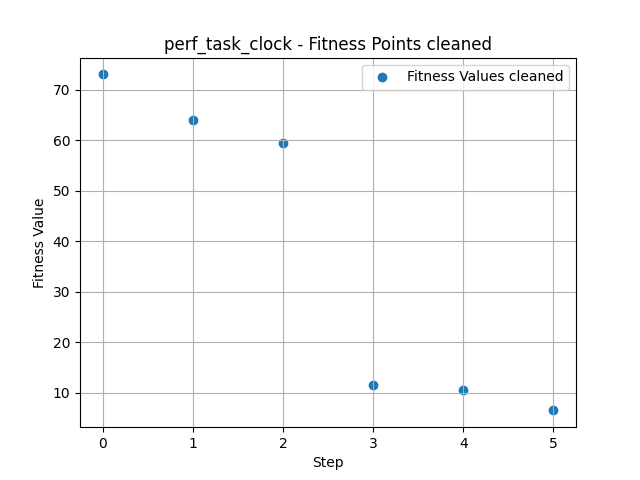 perf_task_clock - Fitness Points cleaned
Fitness Values cleaned
Fitness Value
70
60
50
40
30
20
10
0 1 2 3 4 5
Step